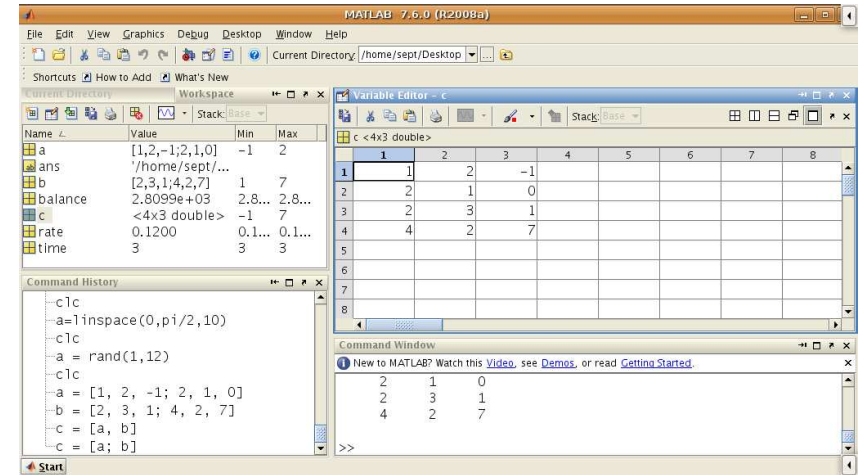 MATLAB 7.6.0 (R2008a)
File Edit View Graphics Debug Desktop Window Help
Current Directory: /home/sept/Desktop ...
Shortcuts How to Add What's New
Current Directory Workspace
Stack: Base
Name Value Min Max
a [1,2,-1;2,1,0] -1 2
ans '/home/sept/...
b [2,3,1;4,2,7] 1 7
balance 2.8099e+03 2.8... 2.8...
c <4x3 double> -1 7
rate 0.1200 0.1... 0.1...
time 3 3 3
Command History
clc
a=linspace(0,pi/2,10)
clc
a = rand(1,12)
clc
a = [1, 2, -1; 2, 1, 0]
b = [2, 3, 1; 4, 2, 7]
c = [a, b]
c = [a; b]
Variable Editor - c
Stack: Base
c <4x3 double>
1 2 3 4 5 6 7 8
1 1 2 -1
2 2 1 0
3 2 3 1
4 4 2 7
5
6
7
8
Command Window
New to MATLAB? Watch this Video, see Demos, or read Getting Started.
2 1 0
2 3 1
4 2 7
>>
Start